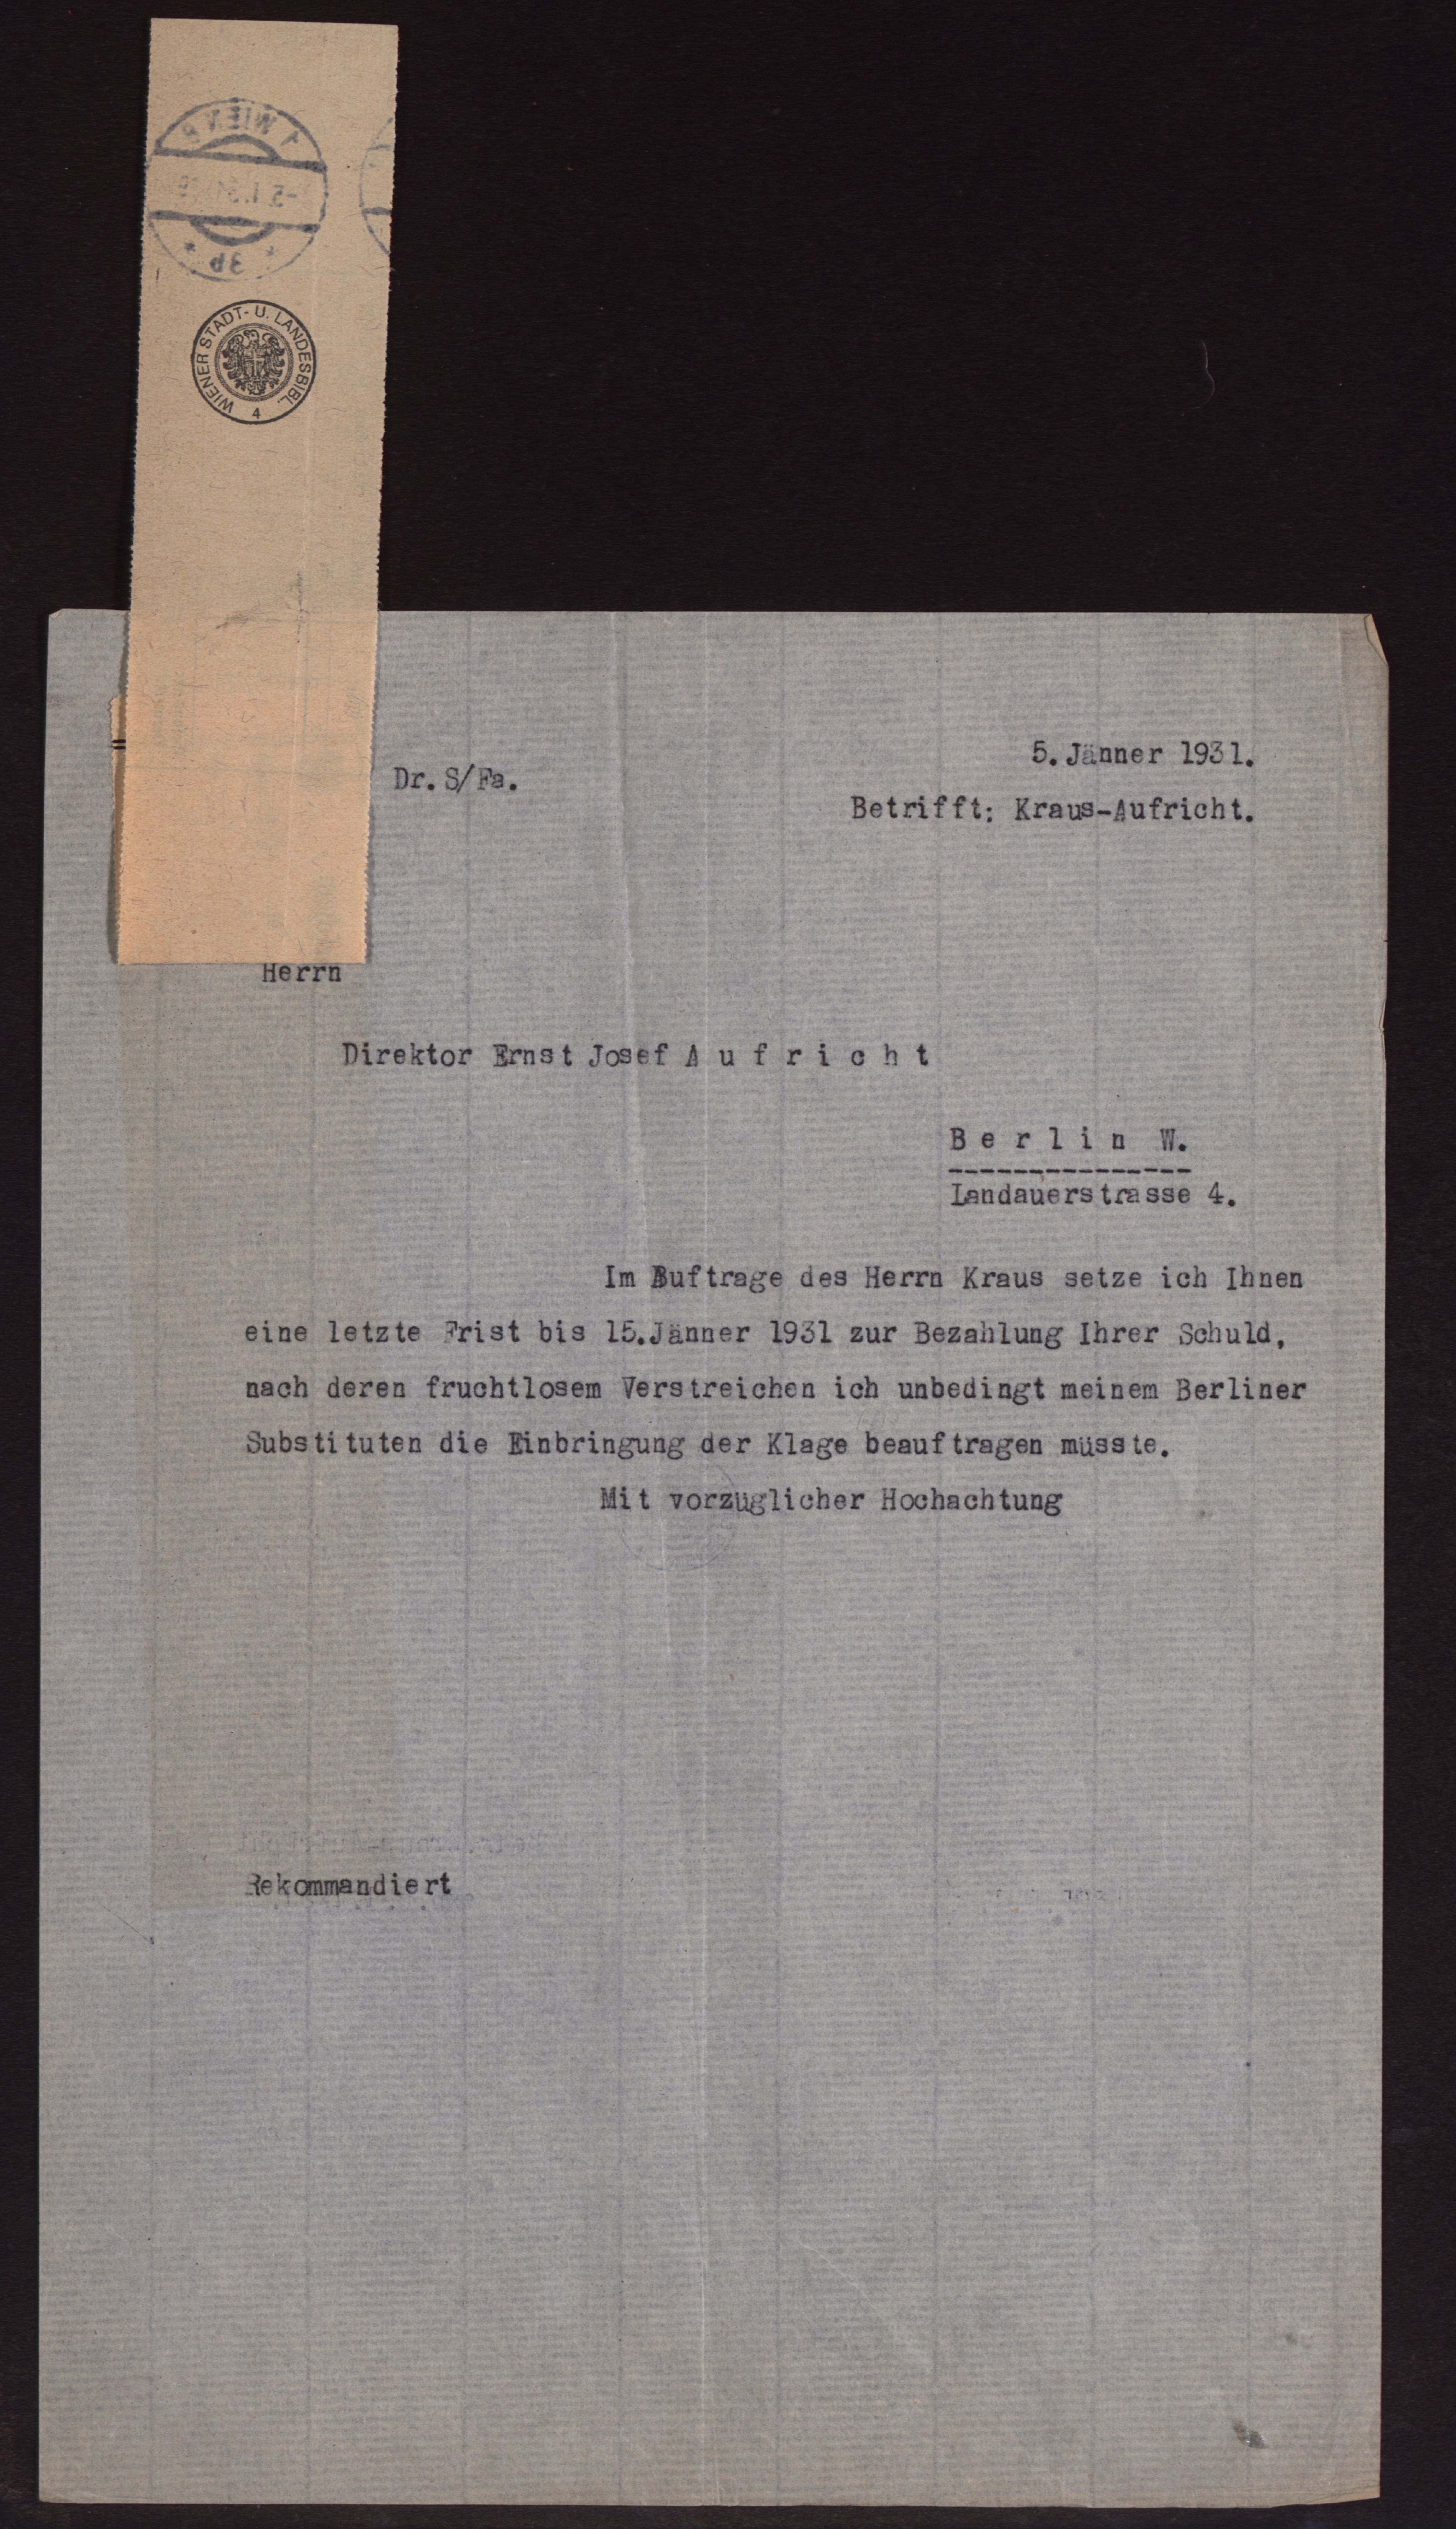 WIENER STADT- U. LANDESBIBL.
4
5.Jänner 1931.
Dr.S/Fa.
Betrifft: Kraus-Aufricht.
Herrn
Direktor Ernst Josef A u f r i c h t
B e r l i n W.
Landauerstrasse 4.
Im Auftrage des Herrn Kraus setze ich Ihnen
eine letzte Frist bis 15.Jänner 1931 zur Bezahlung Ihrer Schuld,
nach deren fruchtlosem Verstreichen ich unbedingt meinem Berliner
Substituten die Einbringung der Klage beauftragen müsste.
Mit vorzüglicher Hochachtung
Rekommandiert